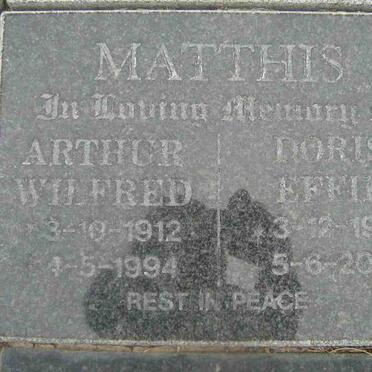 MATTHIS
In Loving Memory
ARTHUR
WILFRED
3-10-1912
4-5-1994
DORIS
EFFIE
3-12-19
5-6-20
REST IN PEACE